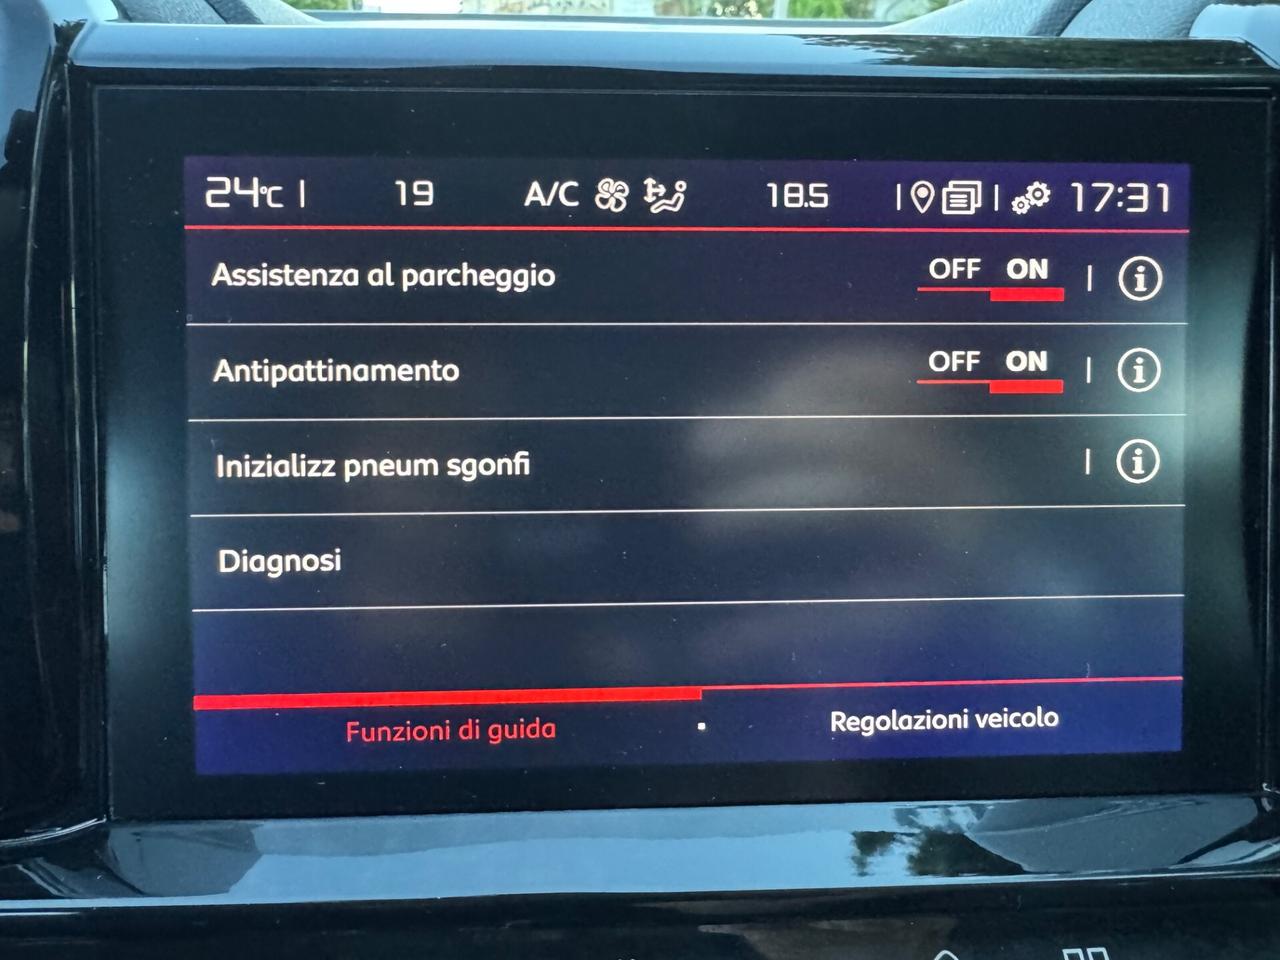 24°C 19 A/C 18.5 17:31
Assistenza al parcheggio OFF ON
Antipattinamento OFF ON
Inizializz pneum sgonfi
Diagnosi
Funzioni di guida Regolazioni veicolo